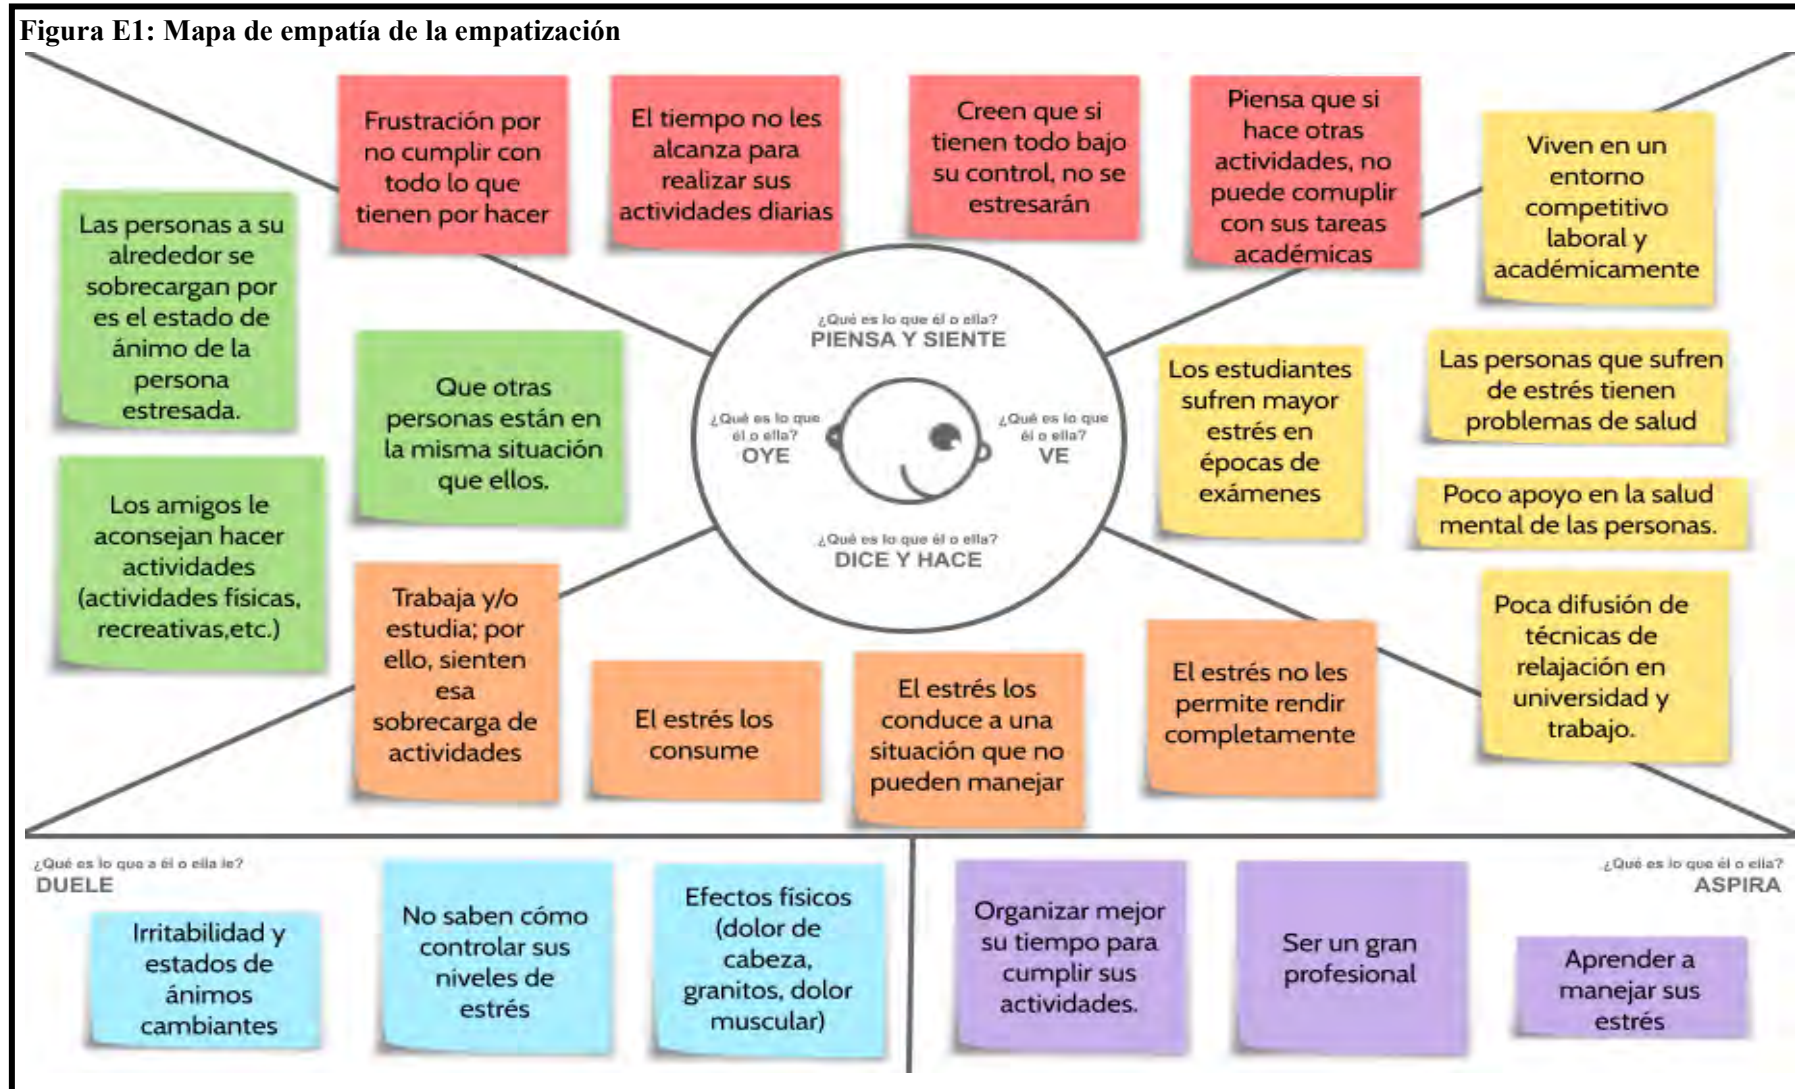 Figura E1: Mapa de empatía de la empatización
Frustración por
no cumplir con
todo lo que
tienen por hacer
El tiempo no les
alcanza para
realizar sus
actividades diarias
Creen que si
tienen todo bajo
su control, no se
estresarán
Piensa que si
hace otras
actividades, no
puede comuplir
con sus tareas
académicas
Viven en un
entorno
competitivo
laboral y
académicamente
Las personas a su
alrededor se
sobrecargan por
es el estado de
ánimo de la
persona
estresada.
Que otras
personas están en
la misma situación
que ellos.
Los amigos le
aconsejan hacer
actividades
(actividades físicas,
recreativas,etc.)
¿Qué es lo que él o ella?
PIENSA Y SIENTE
¿Qué es lo que
él o ella?
OYE
¿Qué es lo que
él o ella?
VE
¿Qué es lo que él o ella?
DICE Y HACE
Los estudiantes
sufren mayor
estrés en
épocas de
exámenes
Las personas que sufren
de estrés tienen
problemas de salud
Poco apoyo en la salud
mental de las personas.
Poca difusión de
técnicas de
relajación en
universidad y
trabajo.
Trabaja y/o
estudia; por
ello, sienten
esa
sobrecarga de
actividades
El estrés los
consume
El estrés los
conduce a una
situación que no
pueden manejar
El estrés no les
permite rendir
completamente
¿Qué es lo que a él o ella le?
DUELE
Irritabilidad y
estados de
ánimos
cambiantes
No saben cómo
controlar sus
niveles de
estrés
Efectos físicos
(dolor de
cabeza,
granitos, dolor
muscular)
Organizar mejor
su tiempo para
cumplir sus
actividades.
Ser un gran
profesional
¿Qué es lo que él o ella?
ASPIRA
Aprender a
manejar sus
estrés